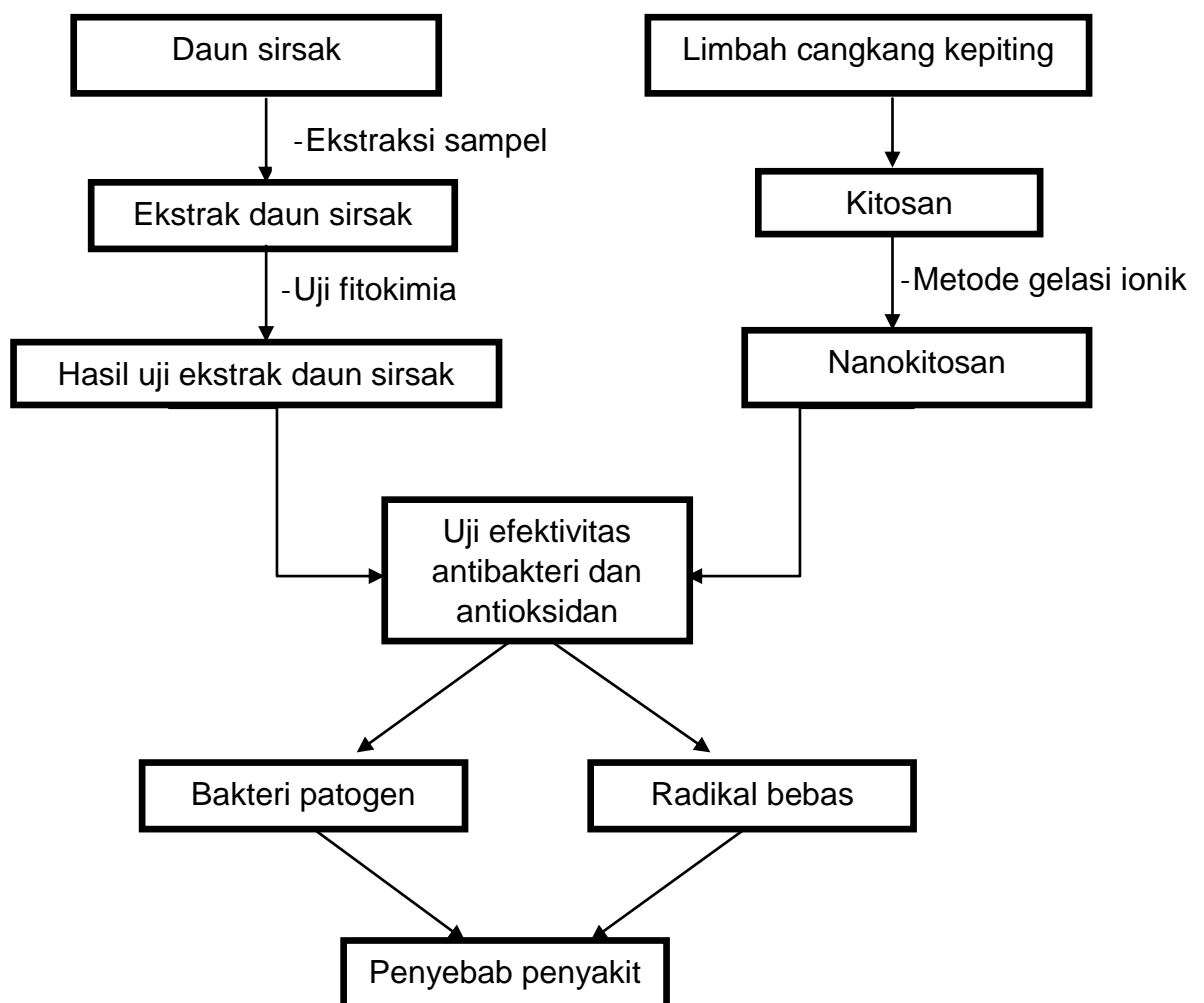 Daun sirsak
Limbah cangkang kepiting
-Ekstraksi sampel
Ekstrak daun sirsak
Kitosan
-Uji fitokimia
-Metode gelasi ionik
Hasil uji ekstrak daun sirsak
Nanokitosan
Uji efektivitas
antibakteri dan
antioksidan
Bakteri patogen
Radikal bebas
Penyebab penyakit